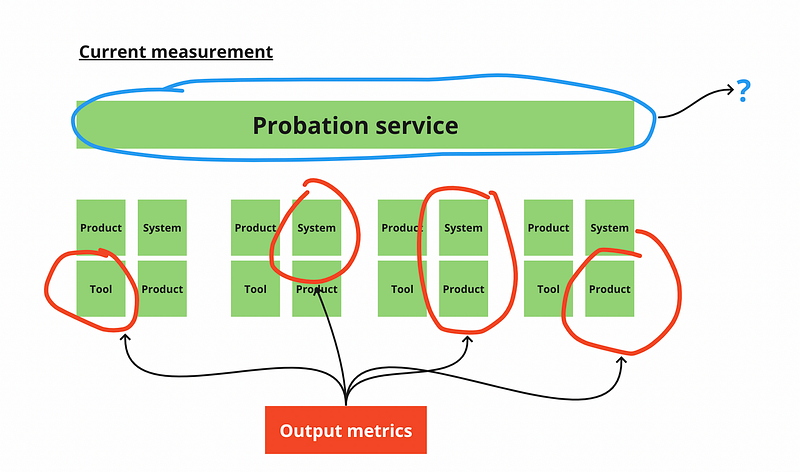 Current measurement
?
Probation service
Product System Product System Product System Product System
Tool Product Tool Product Tool Product Tool Product
Output metrics